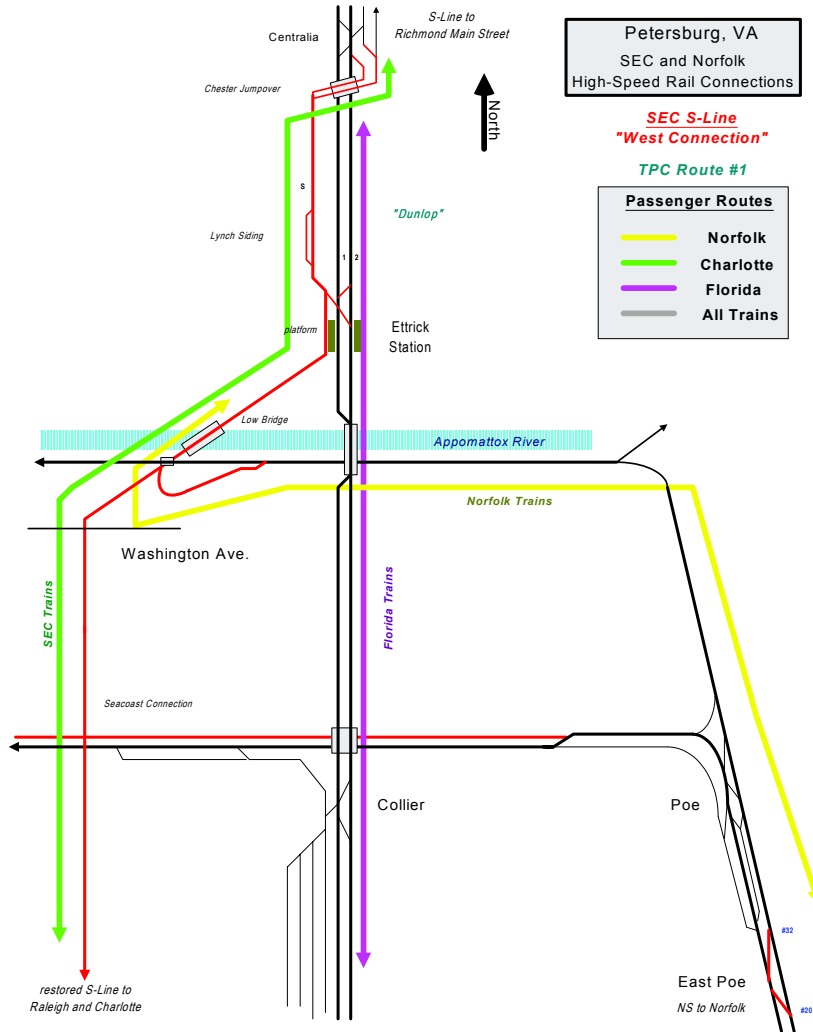 S-Line to
Richmond Main Street
Centralia
Petersburg, VA
SEC and Norfolk
High-Speed Rail Connections
Chester Jumpover
North
SEC S-Line
"West Connection"
TPC Route #1
S
"Dunlop"
Passenger Routes
Norfolk
Charlotte
Florida
All Trains
Lynch Siding
1
2
platform
Ettrick
Station
Low Bridge
Appomattox River
Norfolk Trains
Washington Ave.
SEC Trains
Florida Trains
Seacoast Connection
Collier
Poe
#32
East Poe
NS to Norfolk
#20
restored S-Line to
Raleigh and Charlotte